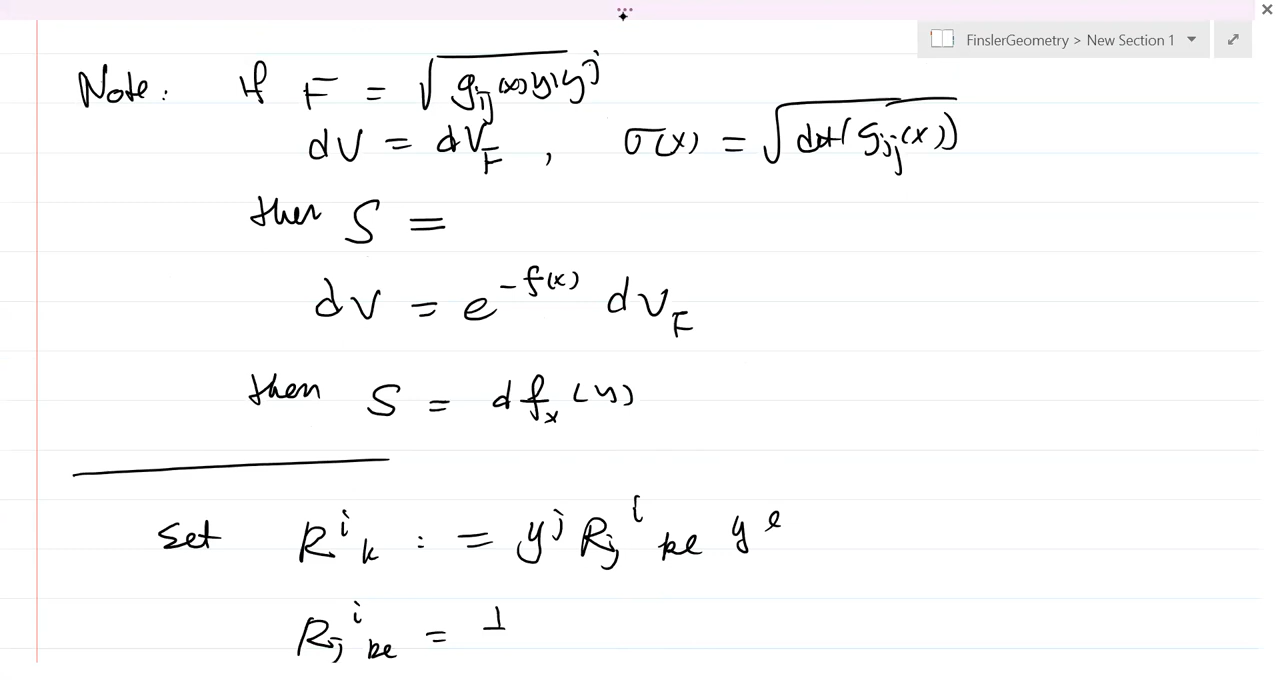 FinslerGeometry > New Section 1
Note: If F = √(g_ij(x) y^i y^j)
dV = dV_F , σ(x) = √(det(g_ij(x)))
then S =
dV = e^{-f(x)} dV_F
then S = df_x(y)
Set R^i_k := y^j R_j^i_kl y^l
R_j^i_kl = 1